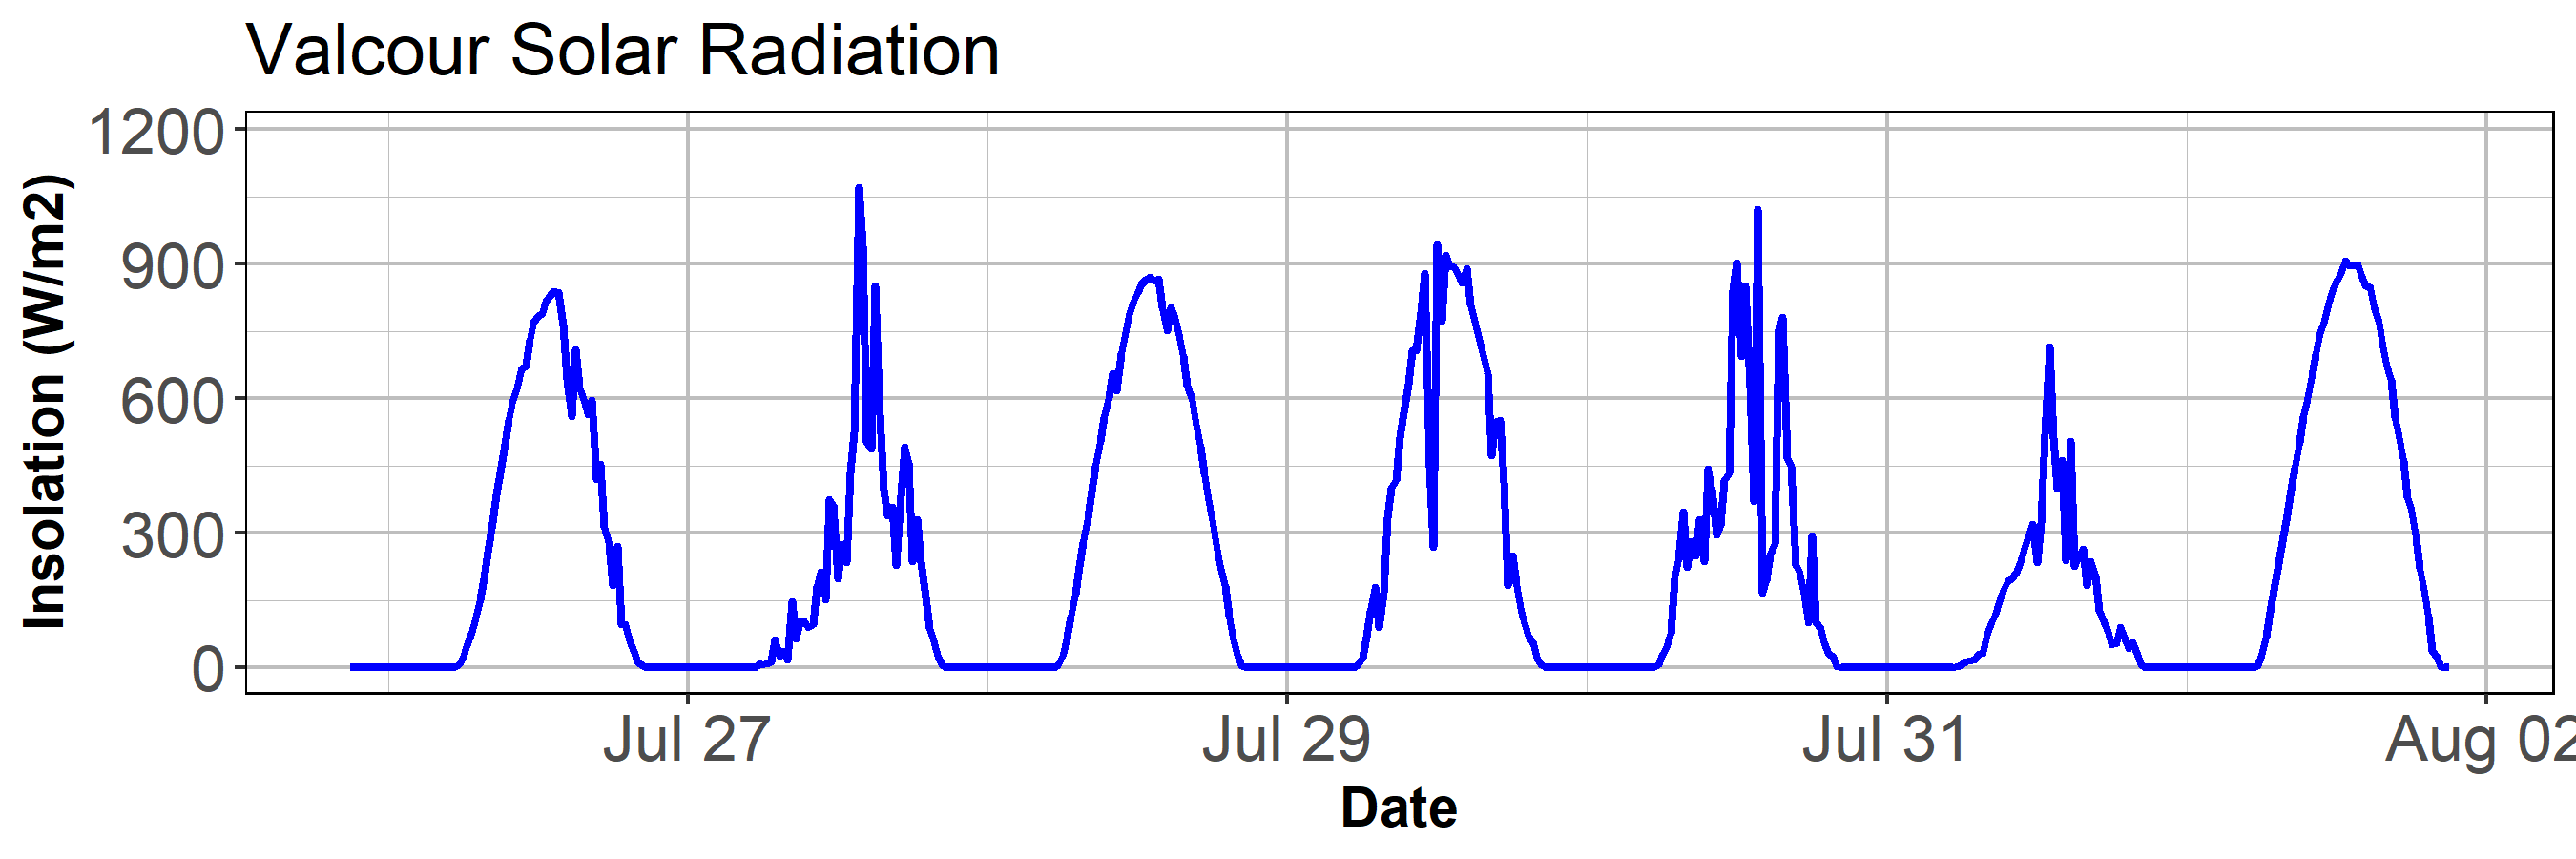 Valcour Solar Radiation
Insolation (W/m2)
1200
900
600
300
0
Jul 27
Jul 29
Jul 31
Aug 02
Date